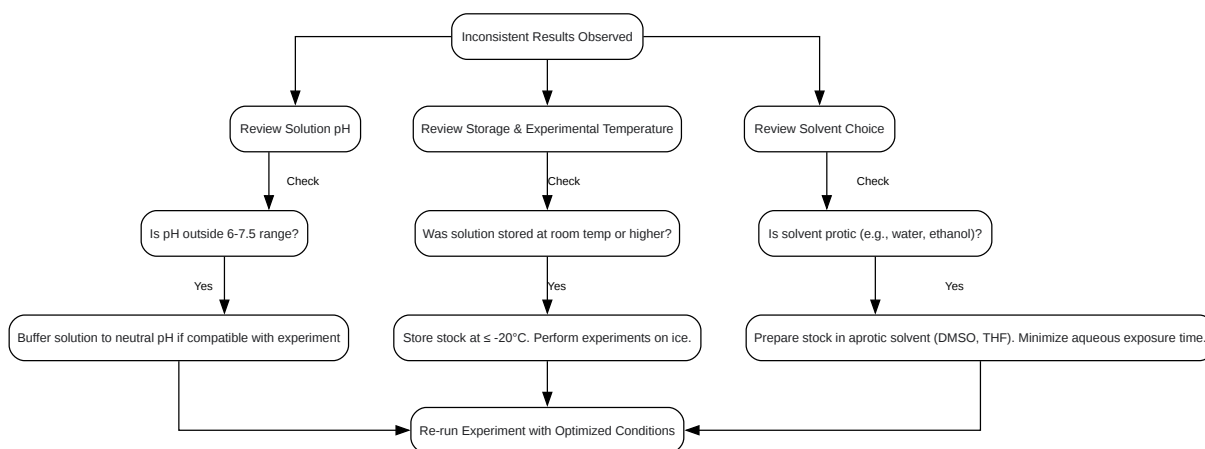 Inconsistent Results Observed
Review Solution pH
Review Storage & Experimental Temperature
Review Solvent Choice
Check
Check
Check
Is pH outside 6-7.5 range?
Was solution stored at room temp or higher?
Is solvent protic (e.g., water, ethanol)?
Yes
Yes
Yes
Buffer solution to neutral pH if compatible with experiment
Store stock at ≤ -20°C. Perform experiments on ice.
Prepare stock in aprotic solvent (DMSO, THF). Minimize aqueous exposure time.
Re-run Experiment with Optimized Conditions